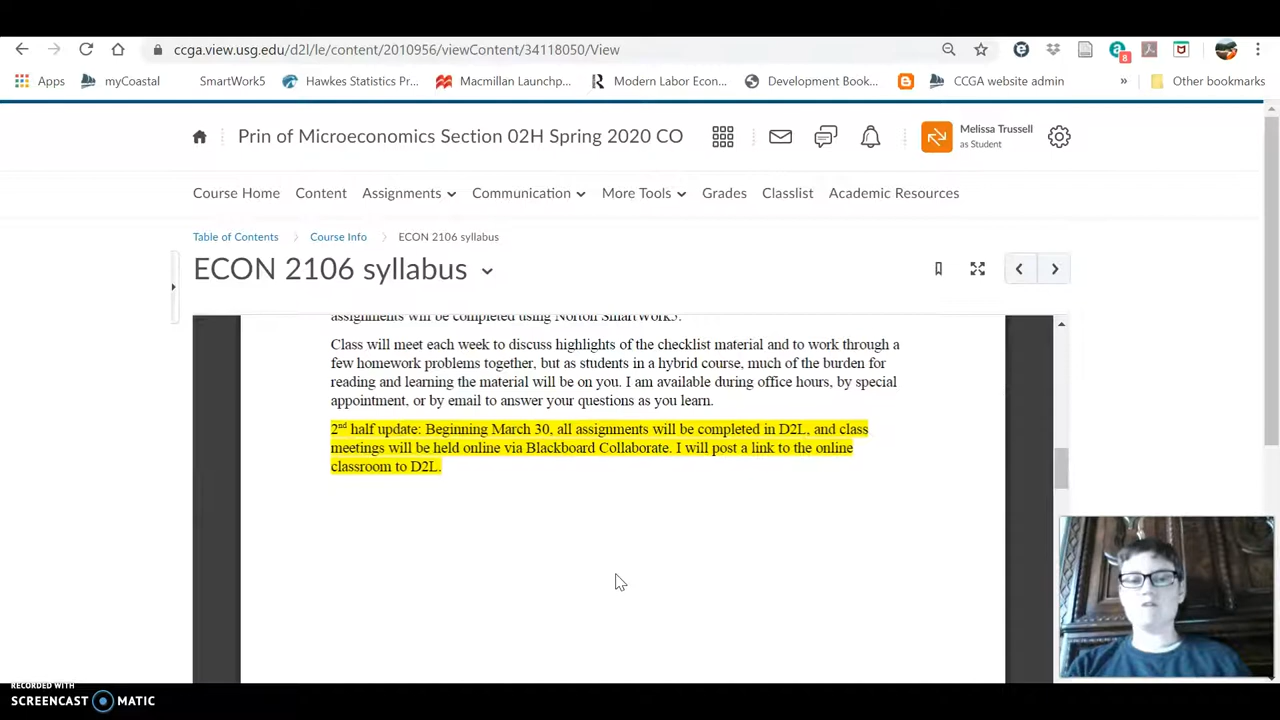 ccga.view.usg.edu/d2l/le/content/2010956/viewContent/34118050/View
8
Apps myCoastal SmartWork5 Hawkes Statistics Pr... Macmillan Launchp... Modern Labor Econ... Development Book... CCGA website admin » Other bookmarks
Prin of Microeconomics Section 02H Spring 2020 CO
Melissa Trussell
as Student
Course Home Content Assignments Communication More Tools Grades Classlist Academic Resources
Table of Contents Course Info ECON 2106 syllabus
ECON 2106 syllabus
assignments will be completed using Norton SmartWork5.
Class will meet each week to discuss highlights of the checklist material and to work through a
few homework problems together, but as students in a hybrid course, much of the burden for
reading and learning the material will be on you. I am available during office hours, by special
appointment, or by email to answer your questions as you learn.
2nd half update: Beginning March 30, all assignments will be completed in D2L, and class
meetings will be held online via Blackboard Collaborate. I will post a link to the online
classroom to D2L.
RECORDED WITH
SCREENCAST MATIC